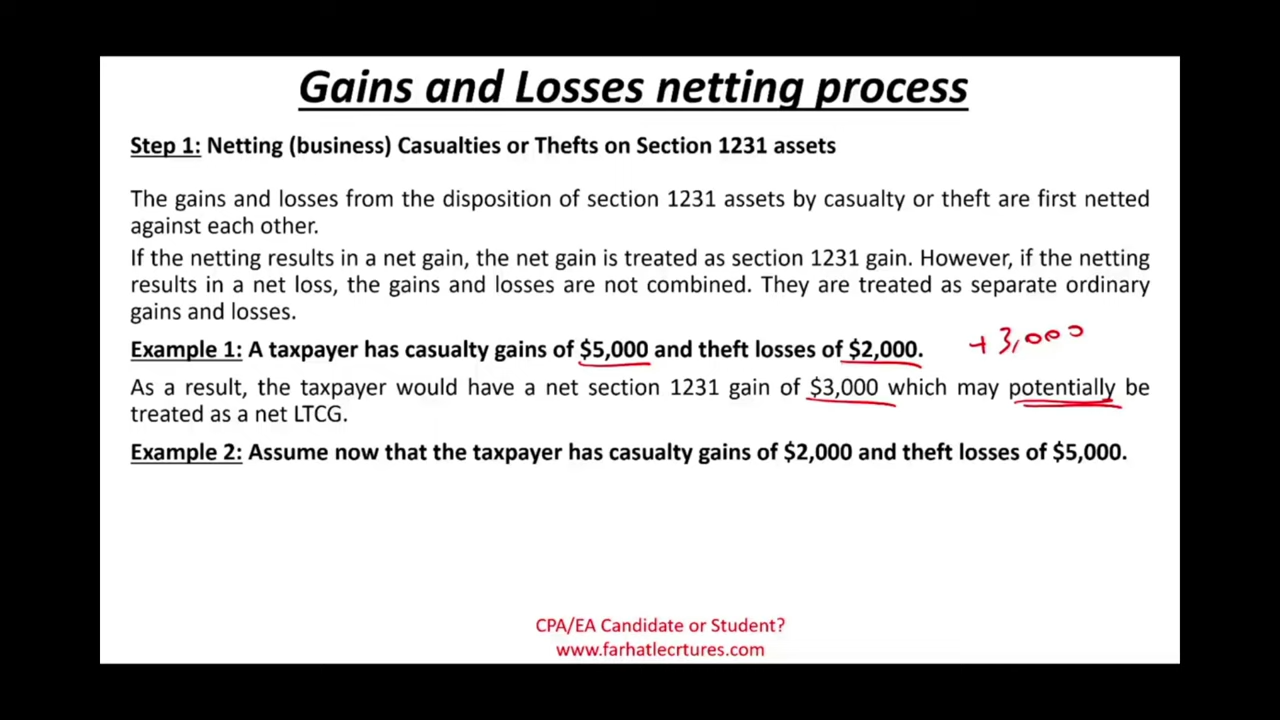 Gains and Losses netting process
Step 1: Netting (business) Casualties or Thefts on Section 1231 assets
The gains and losses from the disposition of section 1231 assets by casualty or theft are first netted
against each other.
If the netting results in a net gain, the net gain is treated as section 1231 gain. However, if the netting
results in a net loss, the gains and losses are not combined. They are treated as separate ordinary
gains and losses.
Example 1: A taxpayer has casualty gains of $5,000 and theft losses of $2,000. +3,000
As a result, the taxpayer would have a net section 1231 gain of $3,000 which may potentially be
treated as a net LTCG.
Example 2: Assume now that the taxpayer has casualty gains of $2,000 and theft losses of $5,000.
CPA/EA Candidate or Student?
www.farhatlecrtures.com